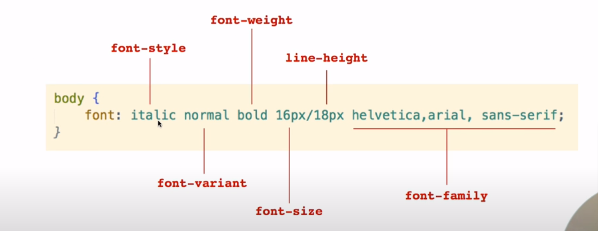 font-weight
font-style
line-height
body {
font: italic normal bold 16px/18px helvetica,arial, sans-serif;
}
font-variant
font-family
font-size